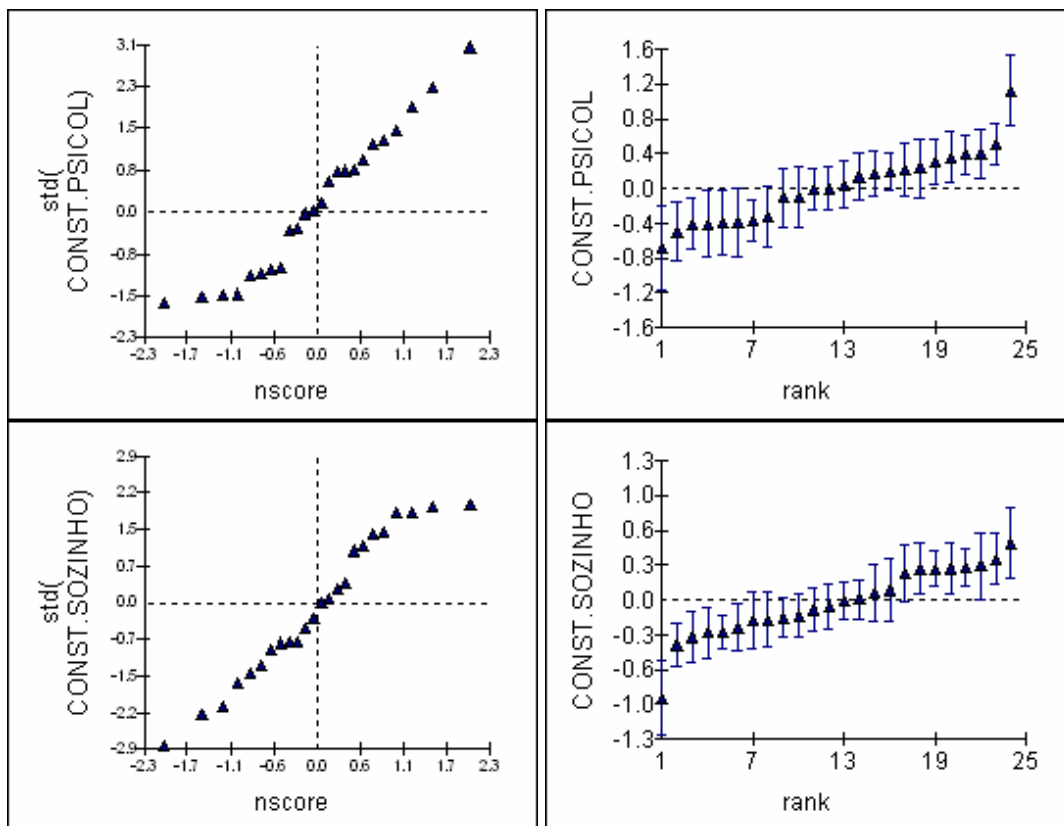 3.1
2.3
1.5
0.8
0.0
-0.8
-1.5
-2.3
std(
CONST.PSICOL)
-2.3 -1.7 -1.1 -0.6 0.0 0.6 1.1 1.7 2.3
nscore
1.6
1.2
0.8
0.4
0.0
-0.4
-0.8
-1.2
-1.6
CONST.PSICOL
1 7 13 19 25
rank
2.9
2.2
1.5
0.7
0.0
-0.7
-1.5
-2.2
-2.9
std(
CONST.SOZINHO)
-2.3 -1.7 -1.1 -0.6 0.0 0.6 1.1 1.7 2.3
nscore
1.3
1.0
0.6
0.3
0.0
-0.3
-0.6
-1.0
-1.3
CONST.SOZINHO
1 7 13 19 25
rank